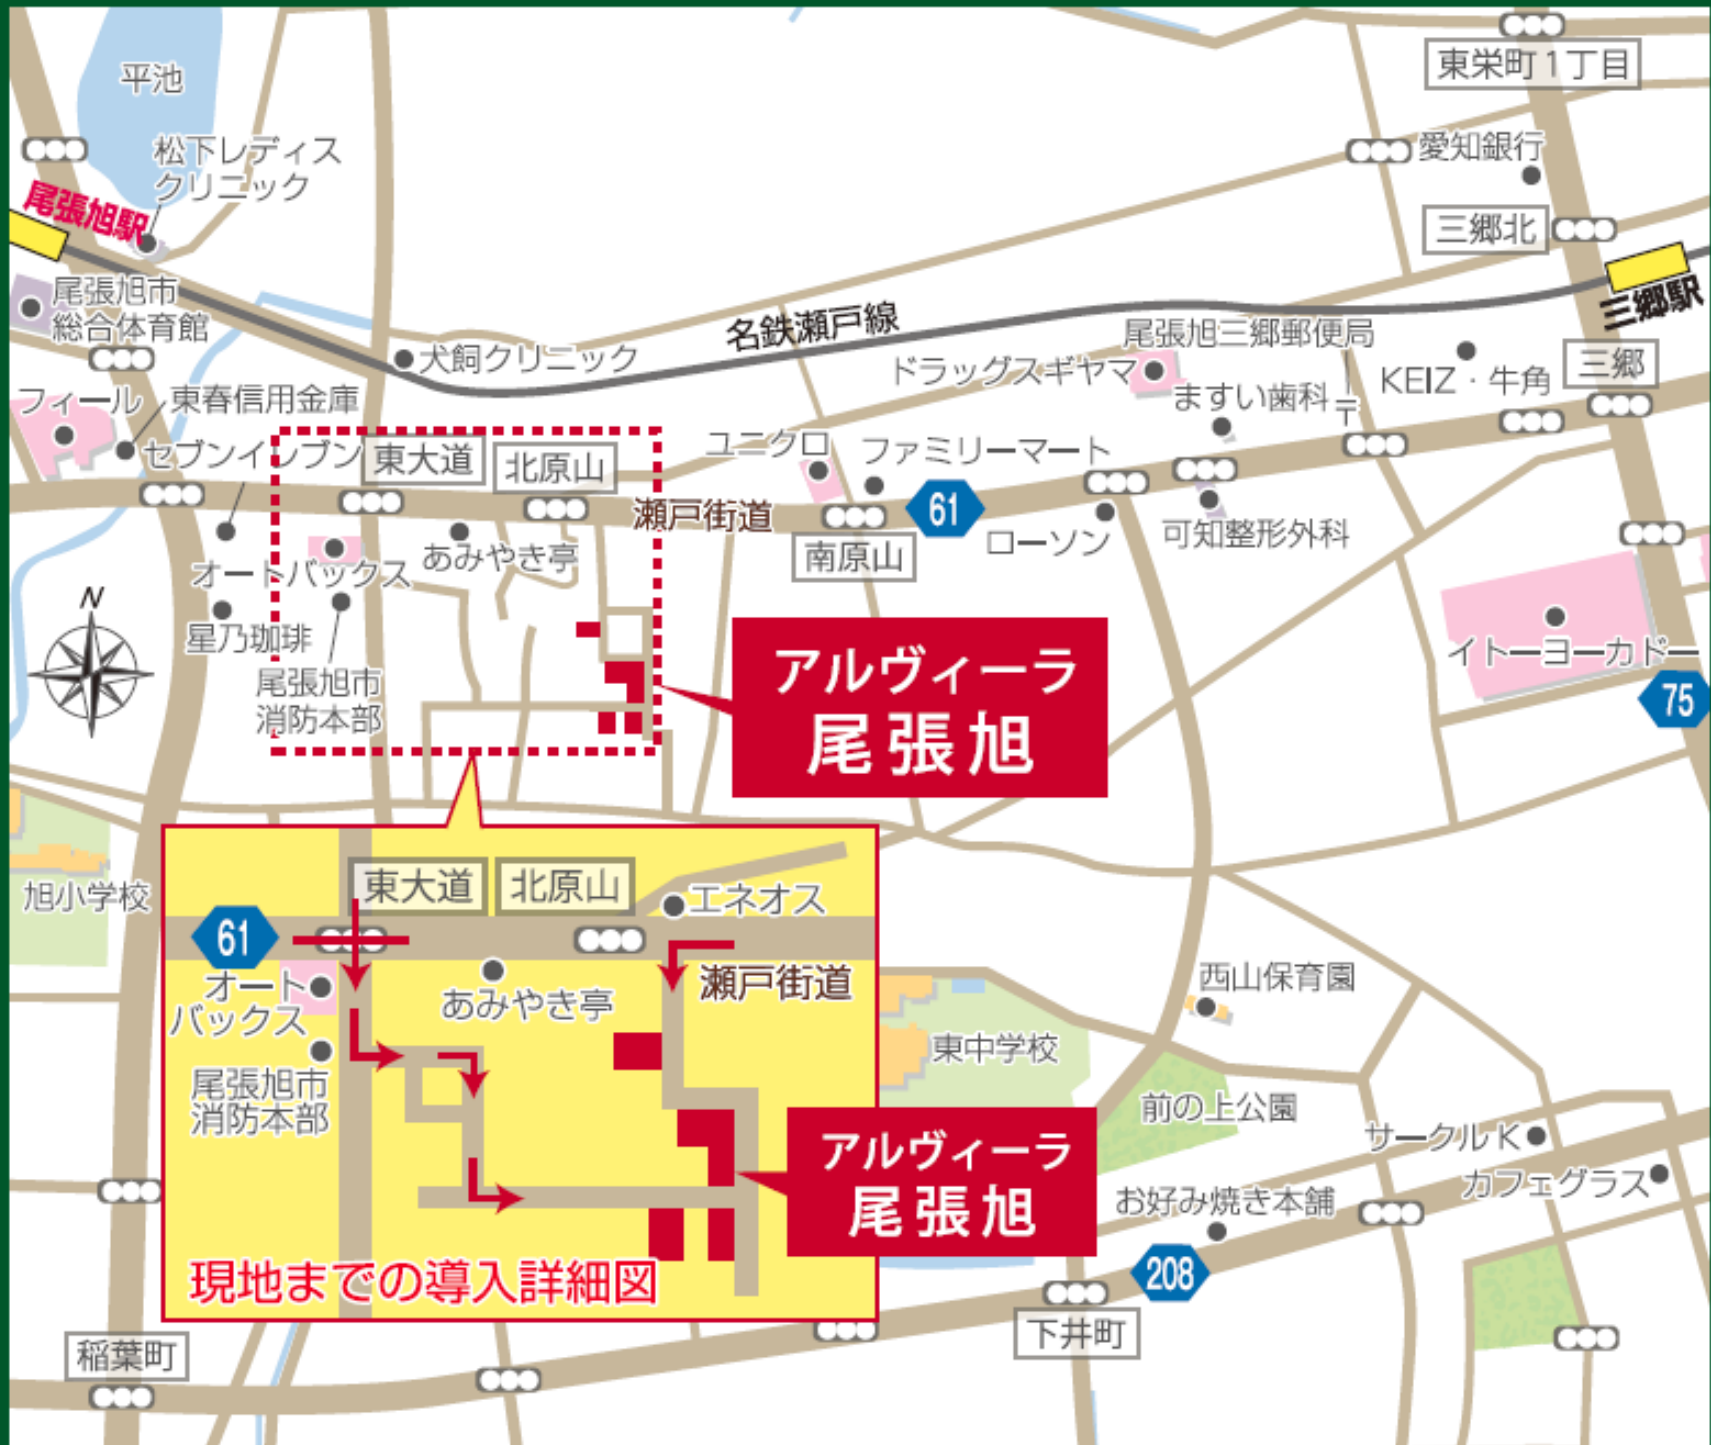 東栄町1丁目
平池
松下レディス
クリニック
愛知銀行
尾張旭駅
三郷北
尾張旭市
総合体育館
三郷駅
名鉄瀬戸線
尾張旭三郷郵便局
犬飼クリニック
ドラッグスギヤマ
三郷
KEIZ・牛角
フィール
東春信用金庫
ますい歯科
〒
セブンイレブン
東大道
北原山
ユニクロ
ファミリーマート
瀬戸街道
61
南原山
ローソン
可知整形外科
あみやき亭
オートバックス
N
星乃珈琲
尾張旭市
消防本部
アルヴィーラ
尾張旭
イトーヨーカドー
75
旭小学校
東大道
北原山
エネオス
61
オート
バックス
あみやき亭
瀬戸街道
尾張旭市
消防本部
アルヴィーラ
尾張旭
現地までの導入詳細図
西山保育園
東中学校
前の上公園
サークルK
カフェグラス
お好み焼き本舗
208
下井町
稲葉町